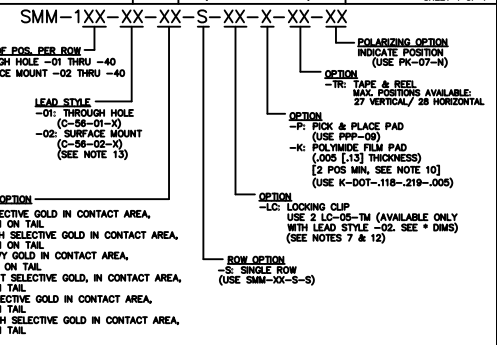 SMM-1XX-XX-XX-S-XX-X-XX-XX
OF POS. PER ROW
GH HOLE -01 THRU -40
CE MOUNT -02 THRU -40
LEAD STYLE
-01: THROUGH HOLE
(C-56-01-X)
-02: SURFACE MOUNT
(C-56-02-X)
(SEE NOTE 13)
OPTION
ECTIVE GOLD IN CONTACT AREA,
ON TAIL
H SELECTIVE GOLD IN CONTACT AREA,
ON TAIL
Y GOLD IN CONTACT AREA,
ON TAIL
T SELECTIVE GOLD, IN CONTACT AREA,
TAIL
ECTIVE GOLD IN CONTACT AREA,
TAIL
H SELECTIVE GOLD IN CONTACT AREA,
TAIL
ROW OPTION
-S: SINGLE ROW
(USE SMM-XX-S-S)
OPTION
-LC: LOCKING CLIP
USE 2 LC-05-TM (AVAILABLE ONLY
WITH LEAD STYLE -02. SEE * DIMS)
(SEE NOTES 7 & 12)
OPTION
-P: PICK & PLACE PAD
(USE PPP-09)
-K: POLYIMIDE FILM PAD
(.005 [.13] THICKNESS)
[2 POS MIN, SEE NOTE 10]
(USE K-DOT-.118-.219-.005)
OPTION
-TR: TAPE & REEL
MAX. POSITIONS AVAILABLE:
27 VERTICAL/ 28 HORIZONTAL
POLARIZING OPTION
INDICATE POSITION
(USE PK-07-N)